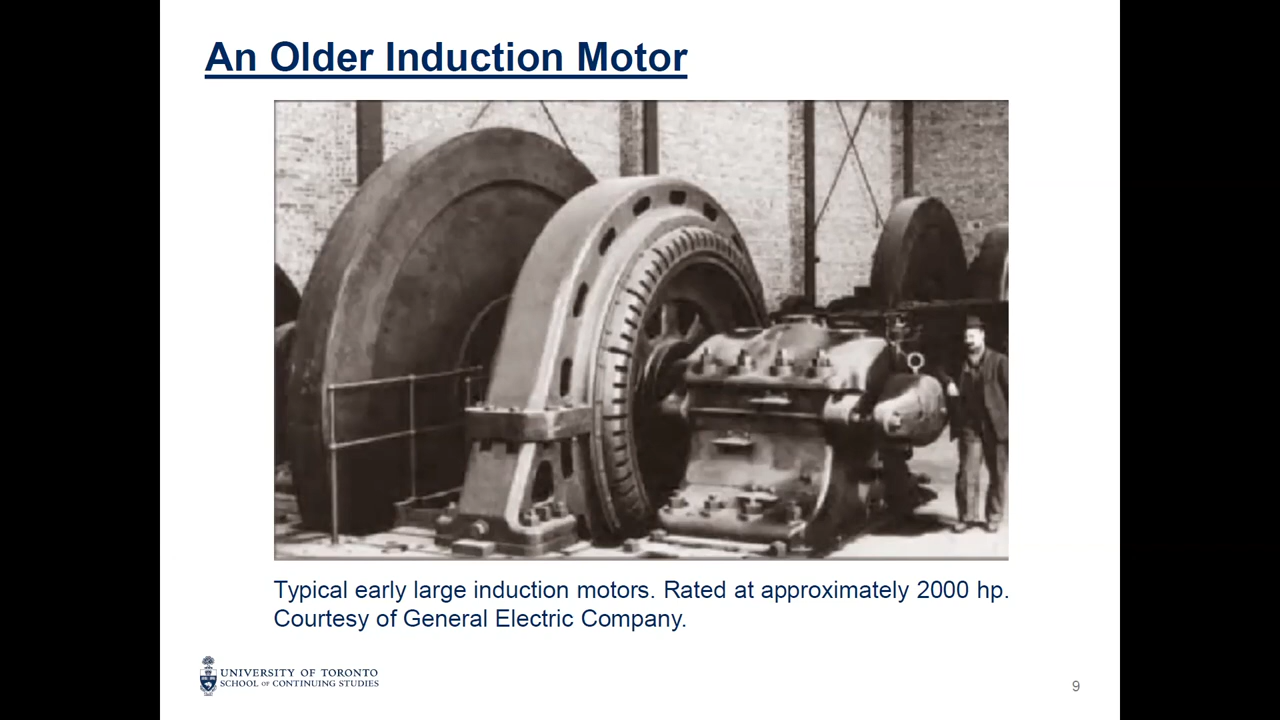 An Older Induction Motor
Typical early large induction motors. Rated at approximately 2000 hp.
Courtesy of General Electric Company.
UNIVERSITY OF TORONTO
SCHOOL OF CONTINUING STUDIES
9